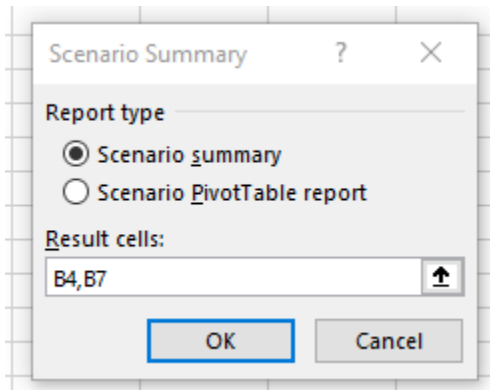 Scenario Summary ?
Report type
Scenario summary
Scenario PivotTable report
Result cells:
B4,B7
OK Cancel